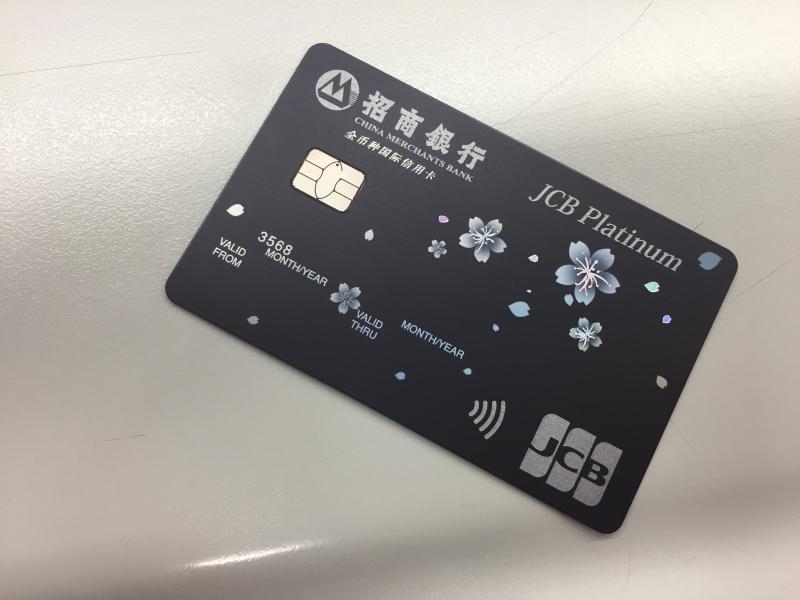 招商銀行
CHINA MERCHANTS BANK
全币种国际信用卡
JCB Platinum
3568
VALID FROM MONTH/YEAR
VALID THRU MONTH/YEAR
JCB